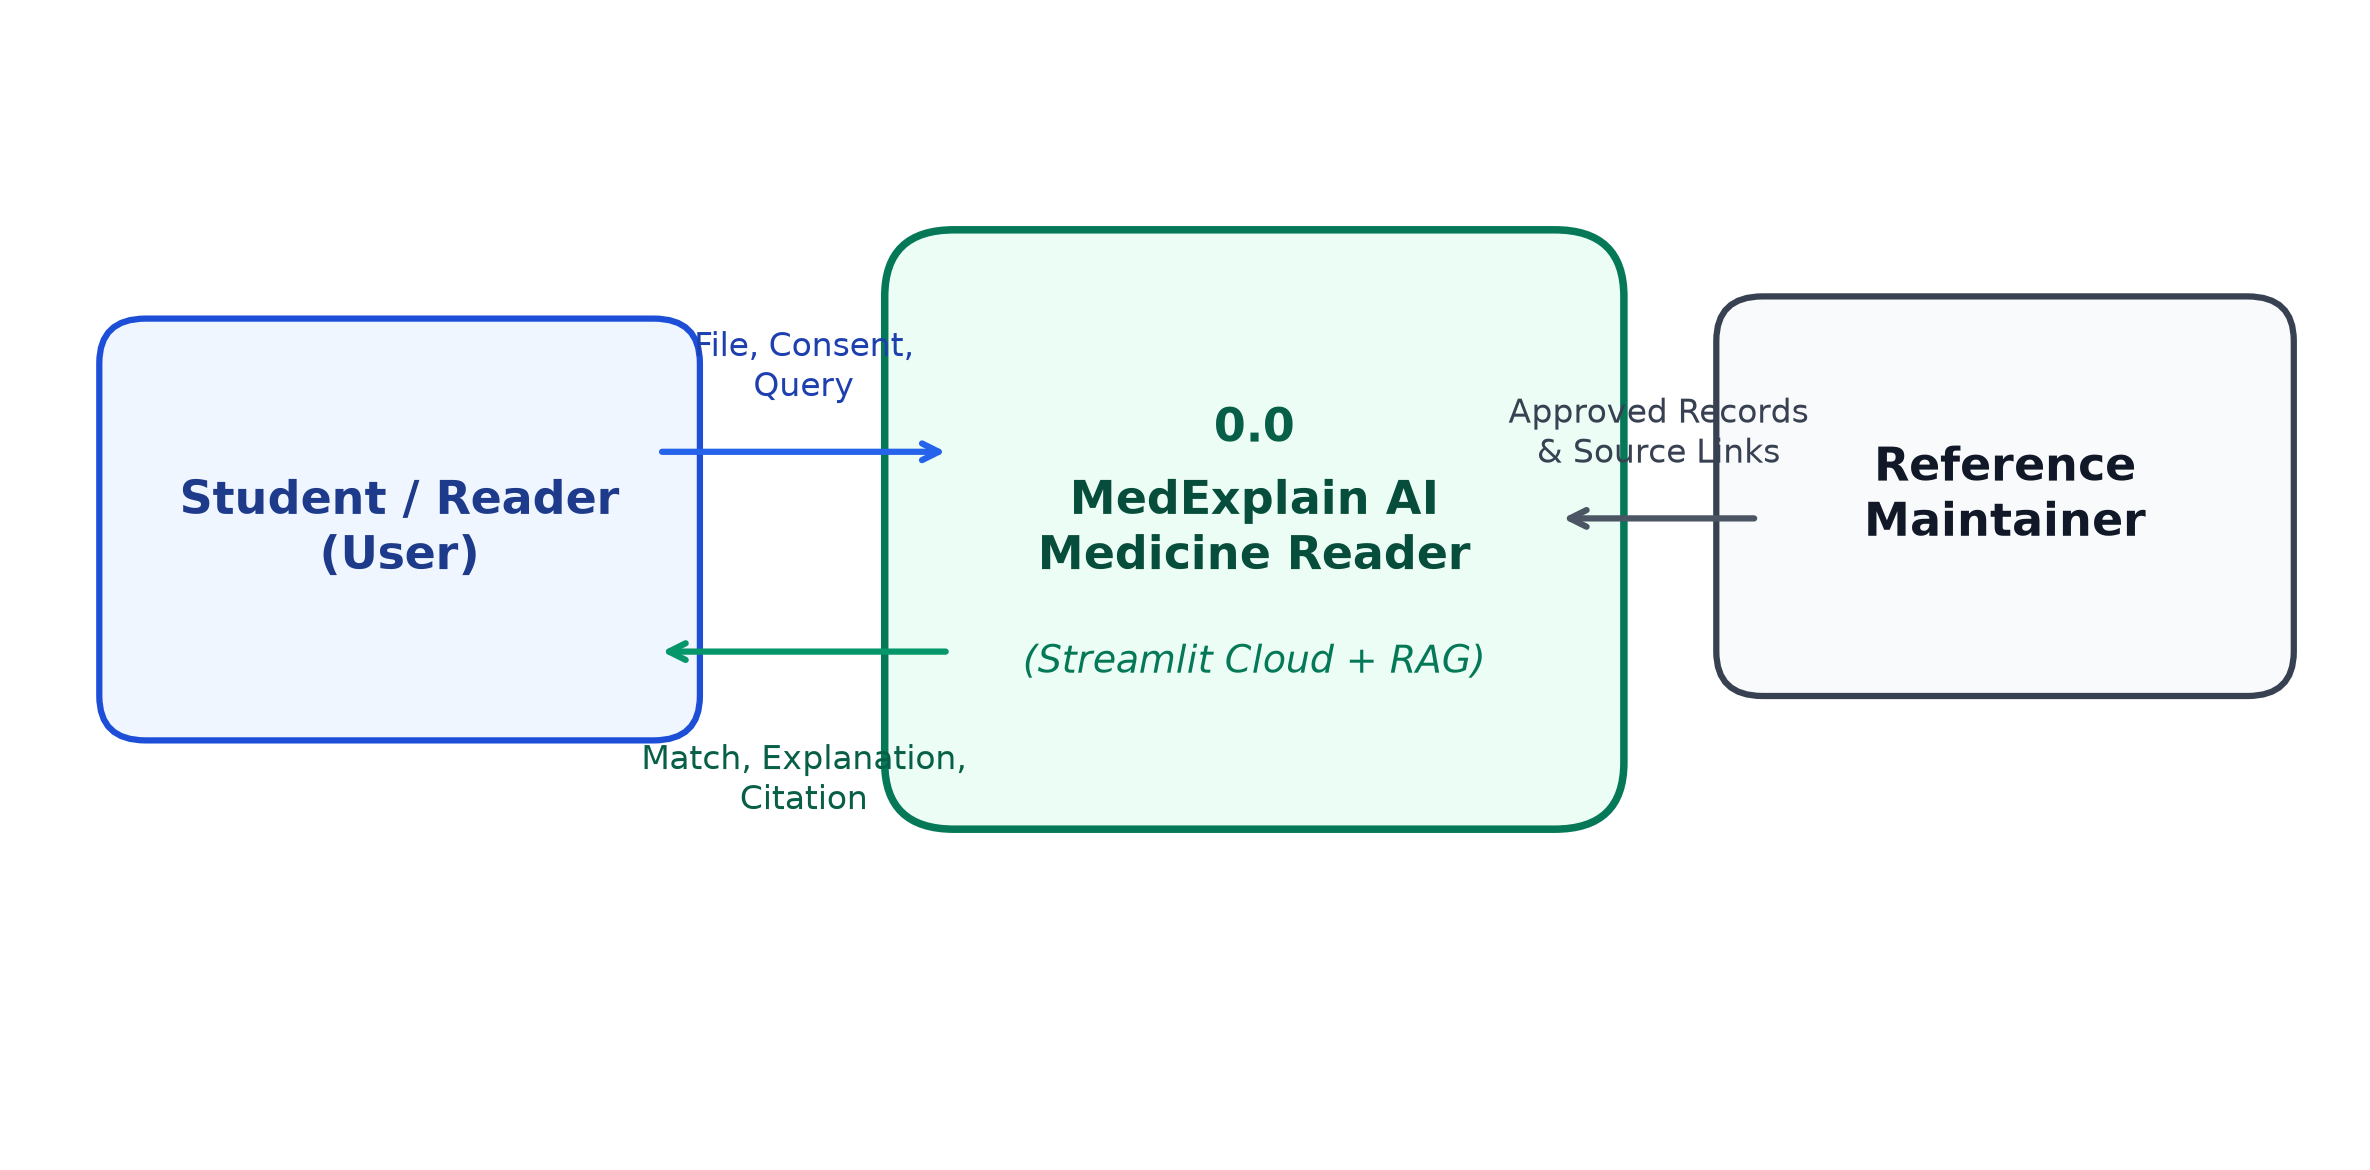 Student / Reader
(User)
File, Consent,
Query
Match, Explanation,
Citation
0.0
MedExplain AI
Medicine Reader
(Streamlit Cloud + RAG)
Approved Records
& Source Links
Reference
Maintainer